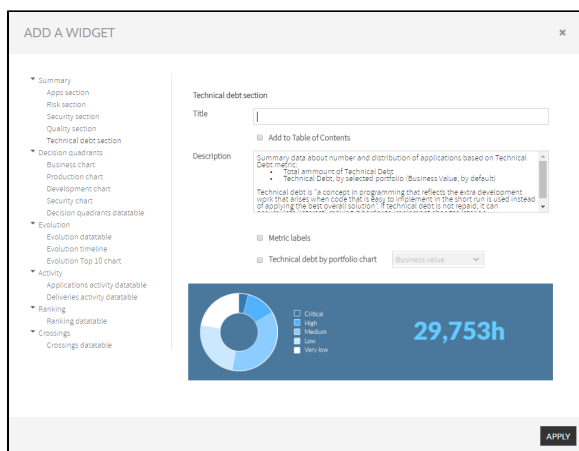 ADD A WIDGET
Summary
Apps section
Risk section
Security section
Quality section
Technical debt section
Decision quadrants
Business chart
Production chart
Development chart
Security chart
Decision quadrants datatable
Evolution
Evolution datatable
Evolution timeline
Evolution Top 10 chart
Activity
Applications activity datatable
Deliveries activity datatable
Ranking
Ranking datatable
Crossings
Crossings datatable
Technical debt section
Title
Add to Table of Contents
Description
Summary data about number and distribution of applications based on Technical
Debt metric:
• Total ammount of Technical Debt
• Technical Debt, by selected portfolio (Business Value, by default)
Technical debt is "a concept in programming that reflects the extra development
work that arises when code that is easy to implement in the short run is used instead
of applying the best overall solution". If technical debt is not repaid, it can
Metric labels
Technical debt by portfolio chart
Business value
Critical
High
Medium
Low
Very low
29,753h
APPLY